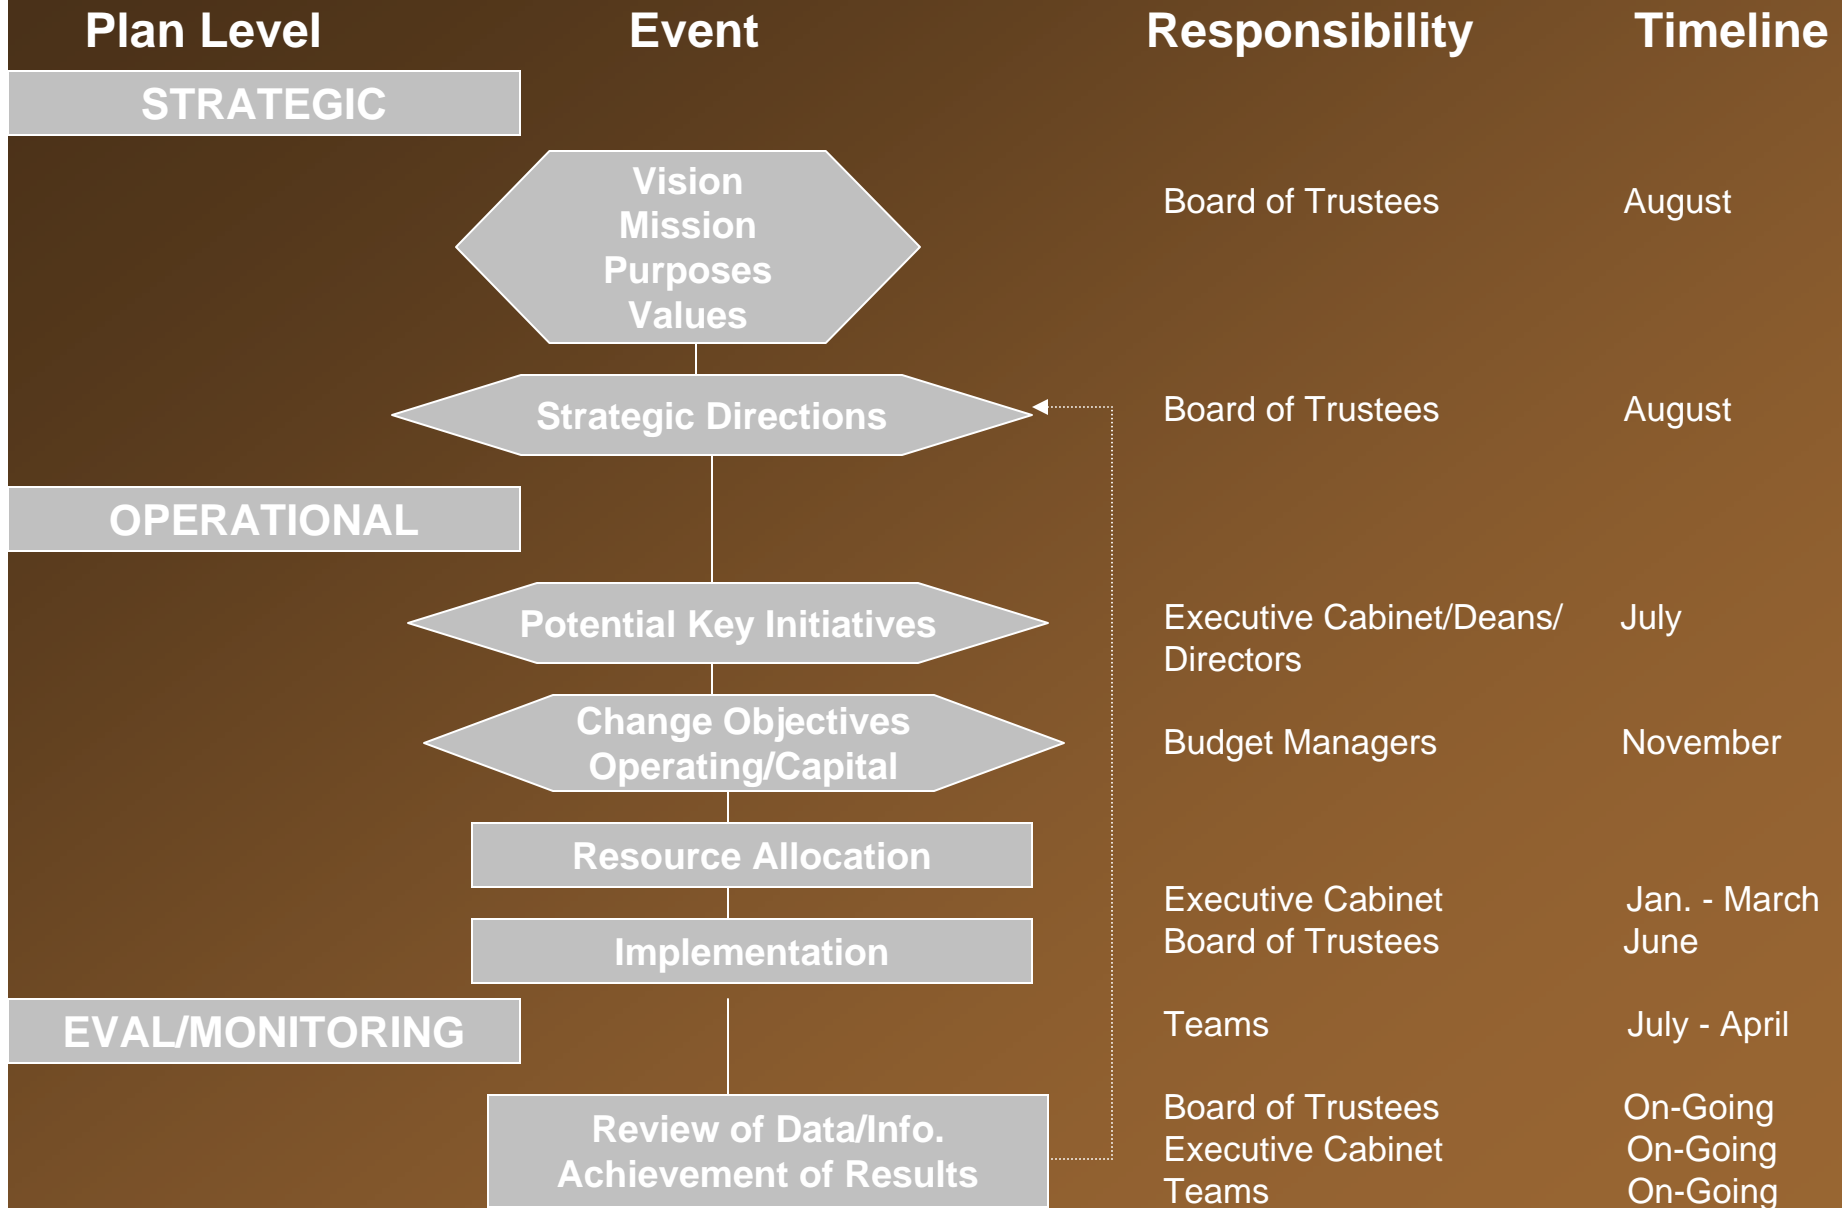 Plan Level Event Responsibility Timeline
STRATEGIC
Vision
Mission
Purposes
Values
Board of Trustees August
Strategic Directions Board of Trustees August
OPERATIONAL
Potential Key Initiatives Executive Cabinet/Deans/ July
Directors
Change Objectives
Operating/Capital
Budget Managers November
Resource Allocation
Executive Cabinet Jan. - March
Implementation Board of Trustees June
EVAL/MONITORING Teams July - April
Review of Data/Info.
Achievement of Results
Board of Trustees On-Going
Executive Cabinet On-Going
Teams On-Going